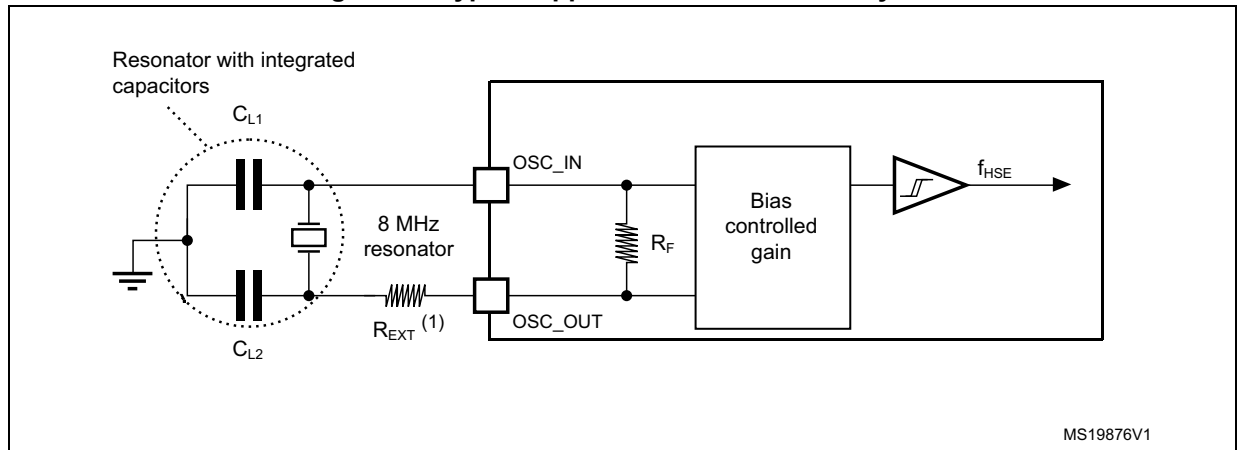 Resonator with integrated
capacitors
CL1
OSC_IN
fHSE
8 MHz
resonator
RF
Bias
controlled
gain
REXT (1)
OSC_OUT
CL2
MS19876V1